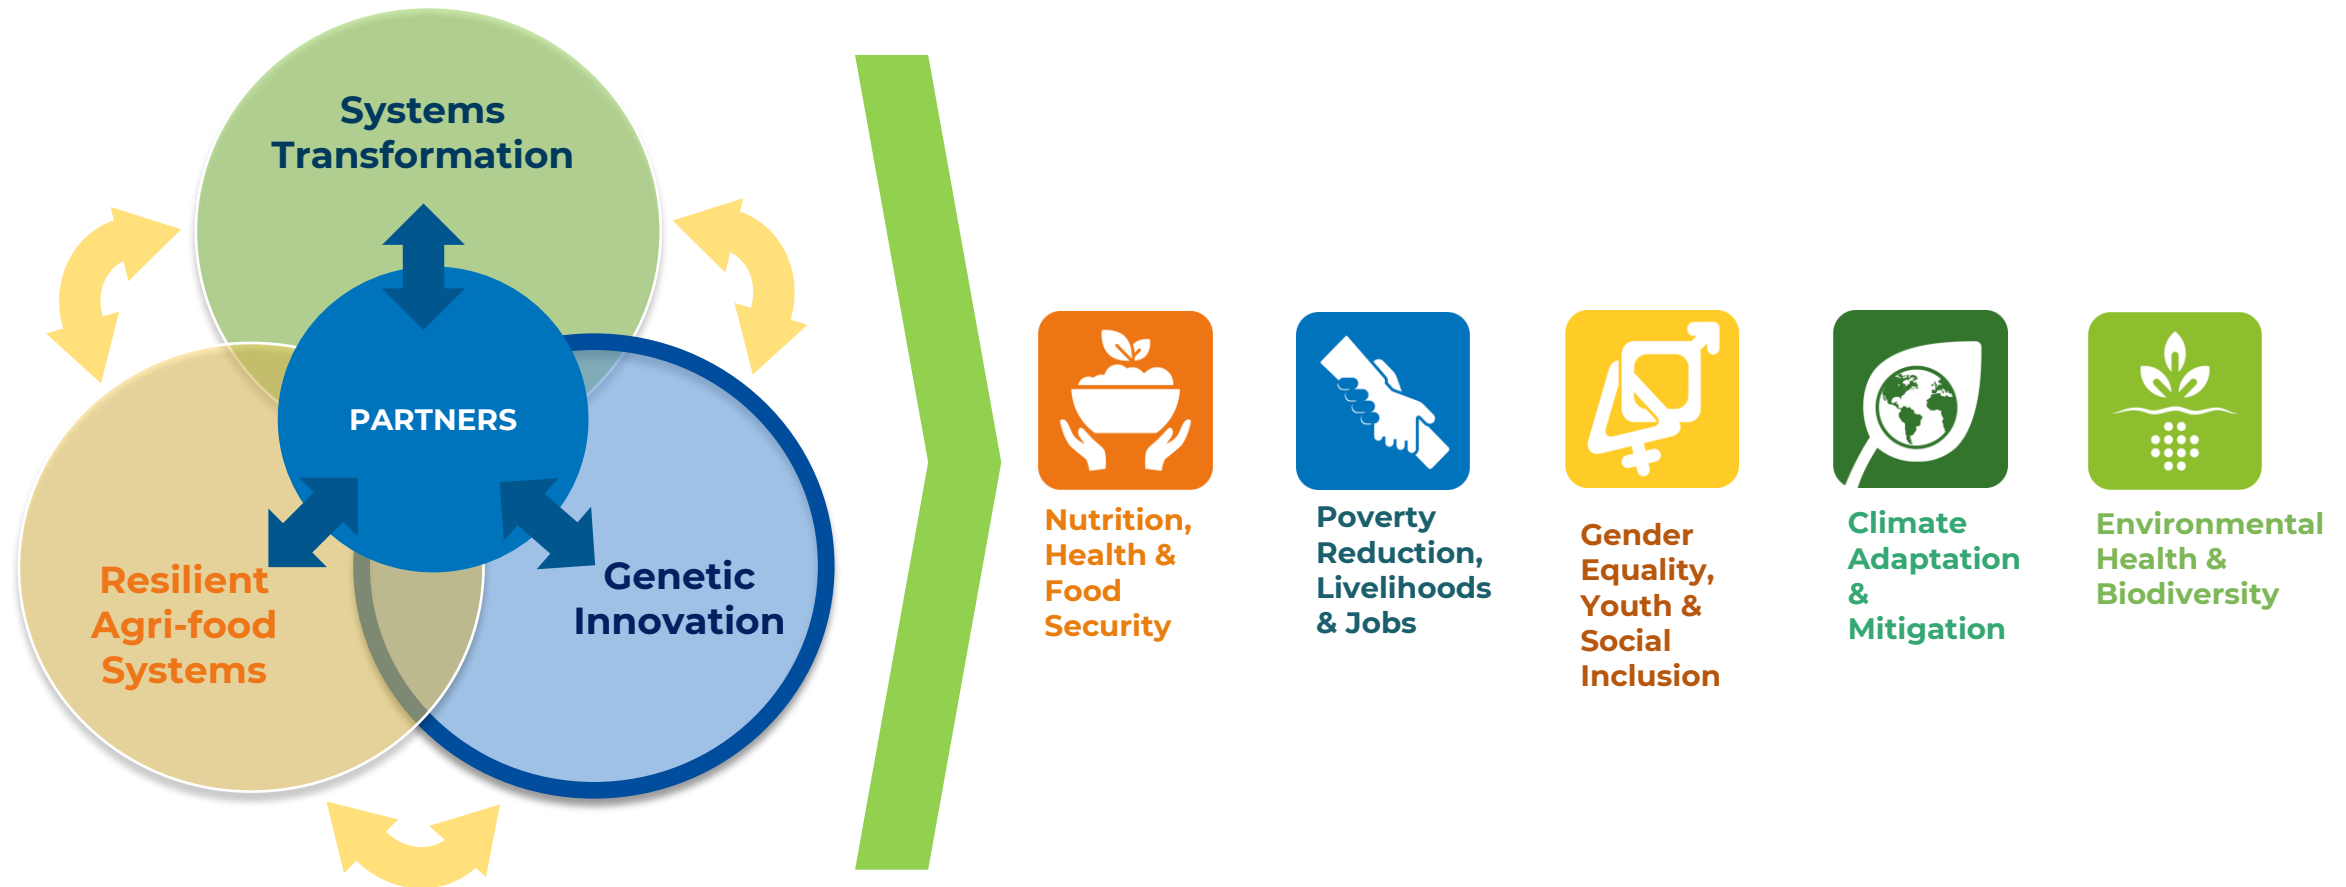 Systems
Transformation
PARTNERS
Resilient
Agri-food
Systems
Genetic
Innovation
Nutrition,
Health &
Food
Security
Poverty
Reduction,
Livelihoods
& Jobs
Gender
Equality,
Youth &
Social
Inclusion
Climate
Adaptation
&
Mitigation
Environmental
Health &
Biodiversity